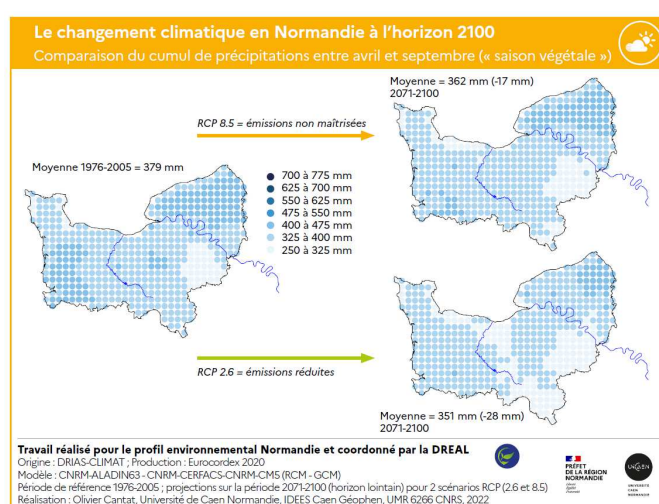 Le changement climatique en Normandie à l'horizon 2100
Comparaison du cumul de précipitations entre avril et septembre (« saison végétale »)
Moyenne = 362 mm (-17 mm)
2071-2100
RCP 8.5 = émissions non maîtrisées
Moyenne 1976-2005 = 379 mm
700 à 775 mm
625 à 700 mm
550 à 625 mm
475 à 550 mm
400 à 475 mm
325 à 400 mm
250 à 325 mm
RCP 2.6 = émissions réduites
Moyenne = 351 mm (-28 mm)
2071-2100
Travail réalisé pour le profil environnemental Normandie et coordonné par la DREAL
Origine : DRIAS-CLIMAT ; Production : Eurocordex 2020
Modèle : CNRM-ALADIN63 - CNRM-CERFACS-CNRM-CM5 (RCM - GCM)
Période de référence 1976-2005 ; projections sur la période 2071-2100 (horizon lointain) pour 2 scénarios RCP (2.6 et 8.5)
Réalisation : Olivier Cantat, Université de Caen Normandie, IDEES Caen Géophen, UMR 6266 CNRS, 2022
PRÉFET
DE LA RÉGION
NORMANDIE
UNICAEN
UNIVERSITÉ
CAEN
NORMANDIE